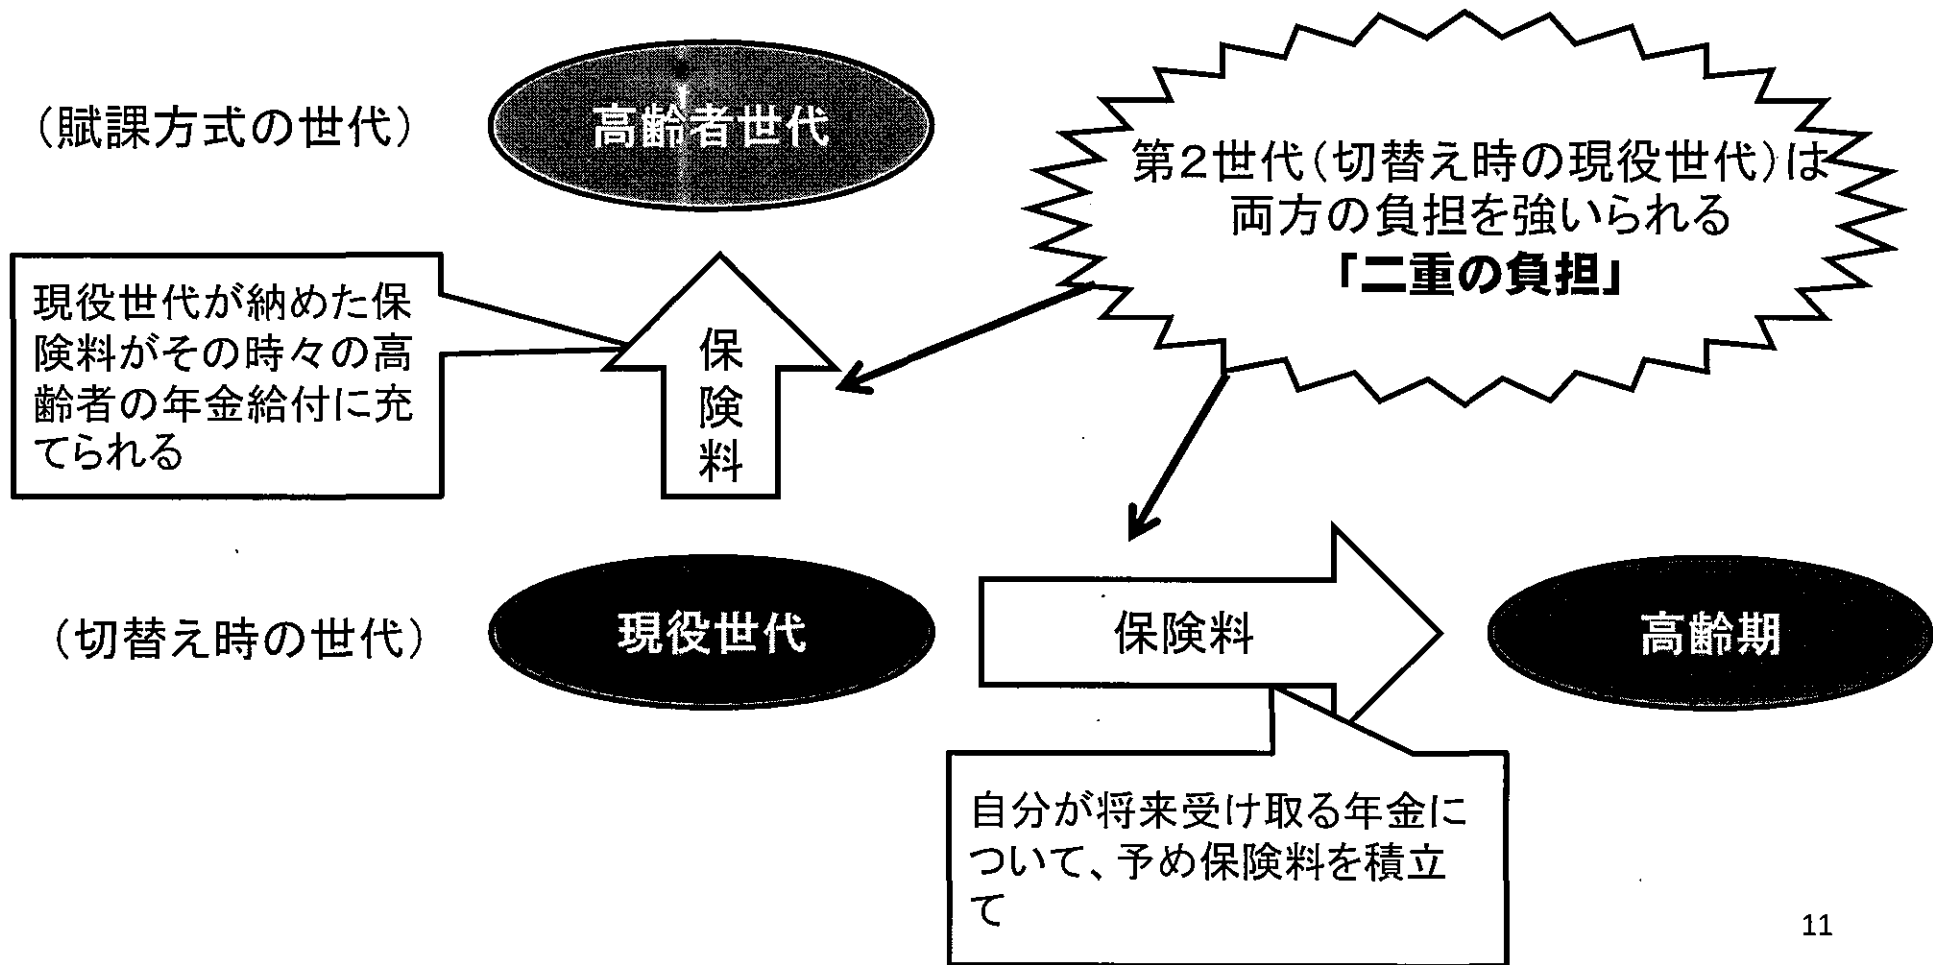 （賦課方式の世代）
高齢者世代
第２世代（切替え時の現役世代）は
両方の負担を強いられる
「二重の負担」
現役世代が納めた保
険料がその時々の高
齢者の年金給付に充
てられる
保
険
料
（切替え時の世代）
現役世代
保険料
高齢期
自分が将来受け取る年金に
ついて、予め保険料を積立
て
11